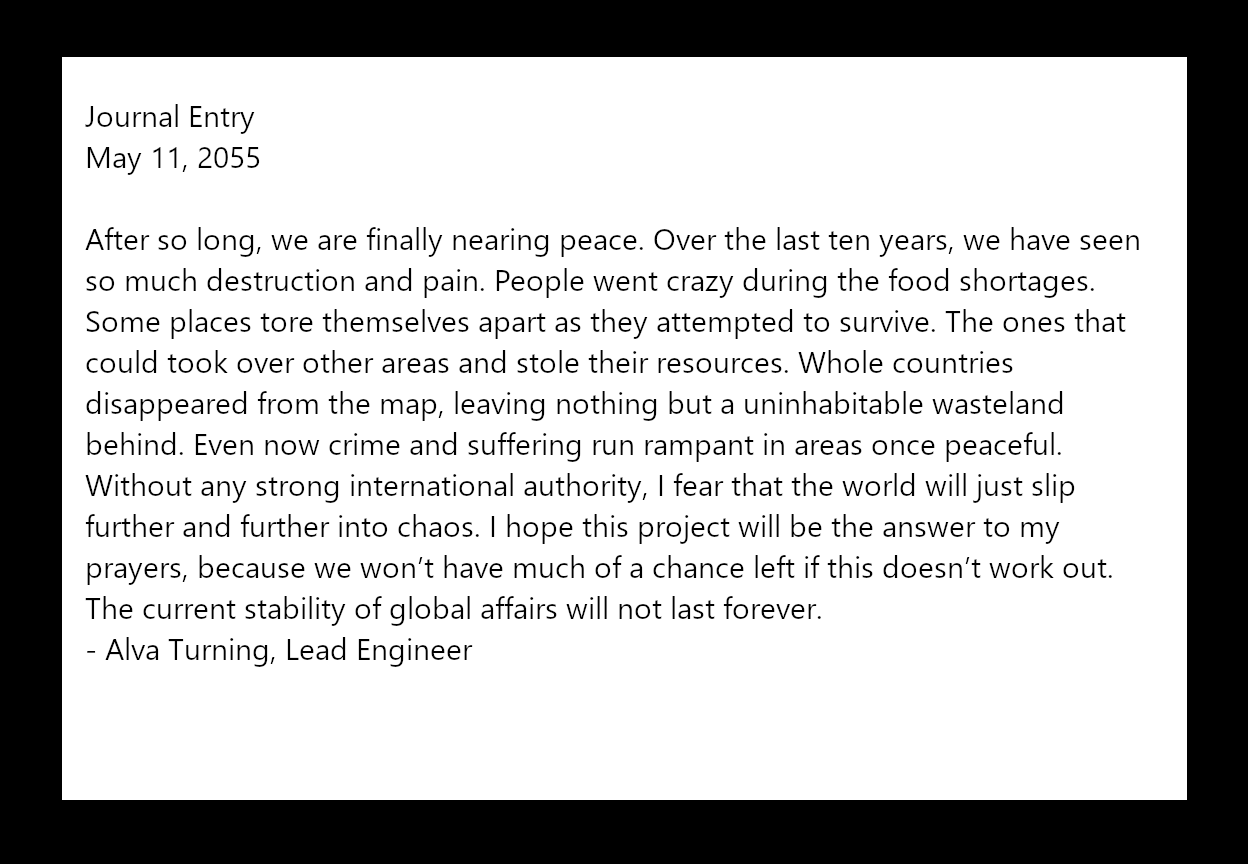 Journal Entry
May 11, 2055
After so long, we are finally nearing peace. Over the last ten years, we have seen
so much destruction and pain. People went crazy during the food shortages.
Some places tore themselves apart as they attempted to survive. The ones that
could took over other areas and stole their resources. Whole countries
disappeared from the map, leaving nothing but a uninhabitable wasteland
behind. Even now crime and suffering run rampant in areas once peaceful.
Without any strong international authority, I fear that the world will just slip
further and further into chaos. I hope this project will be the answer to my
prayers, because we won’t have much of a chance left if this doesn’t work out.
The current stability of global affairs will not last forever.
- Alva Turning, Lead Engineer